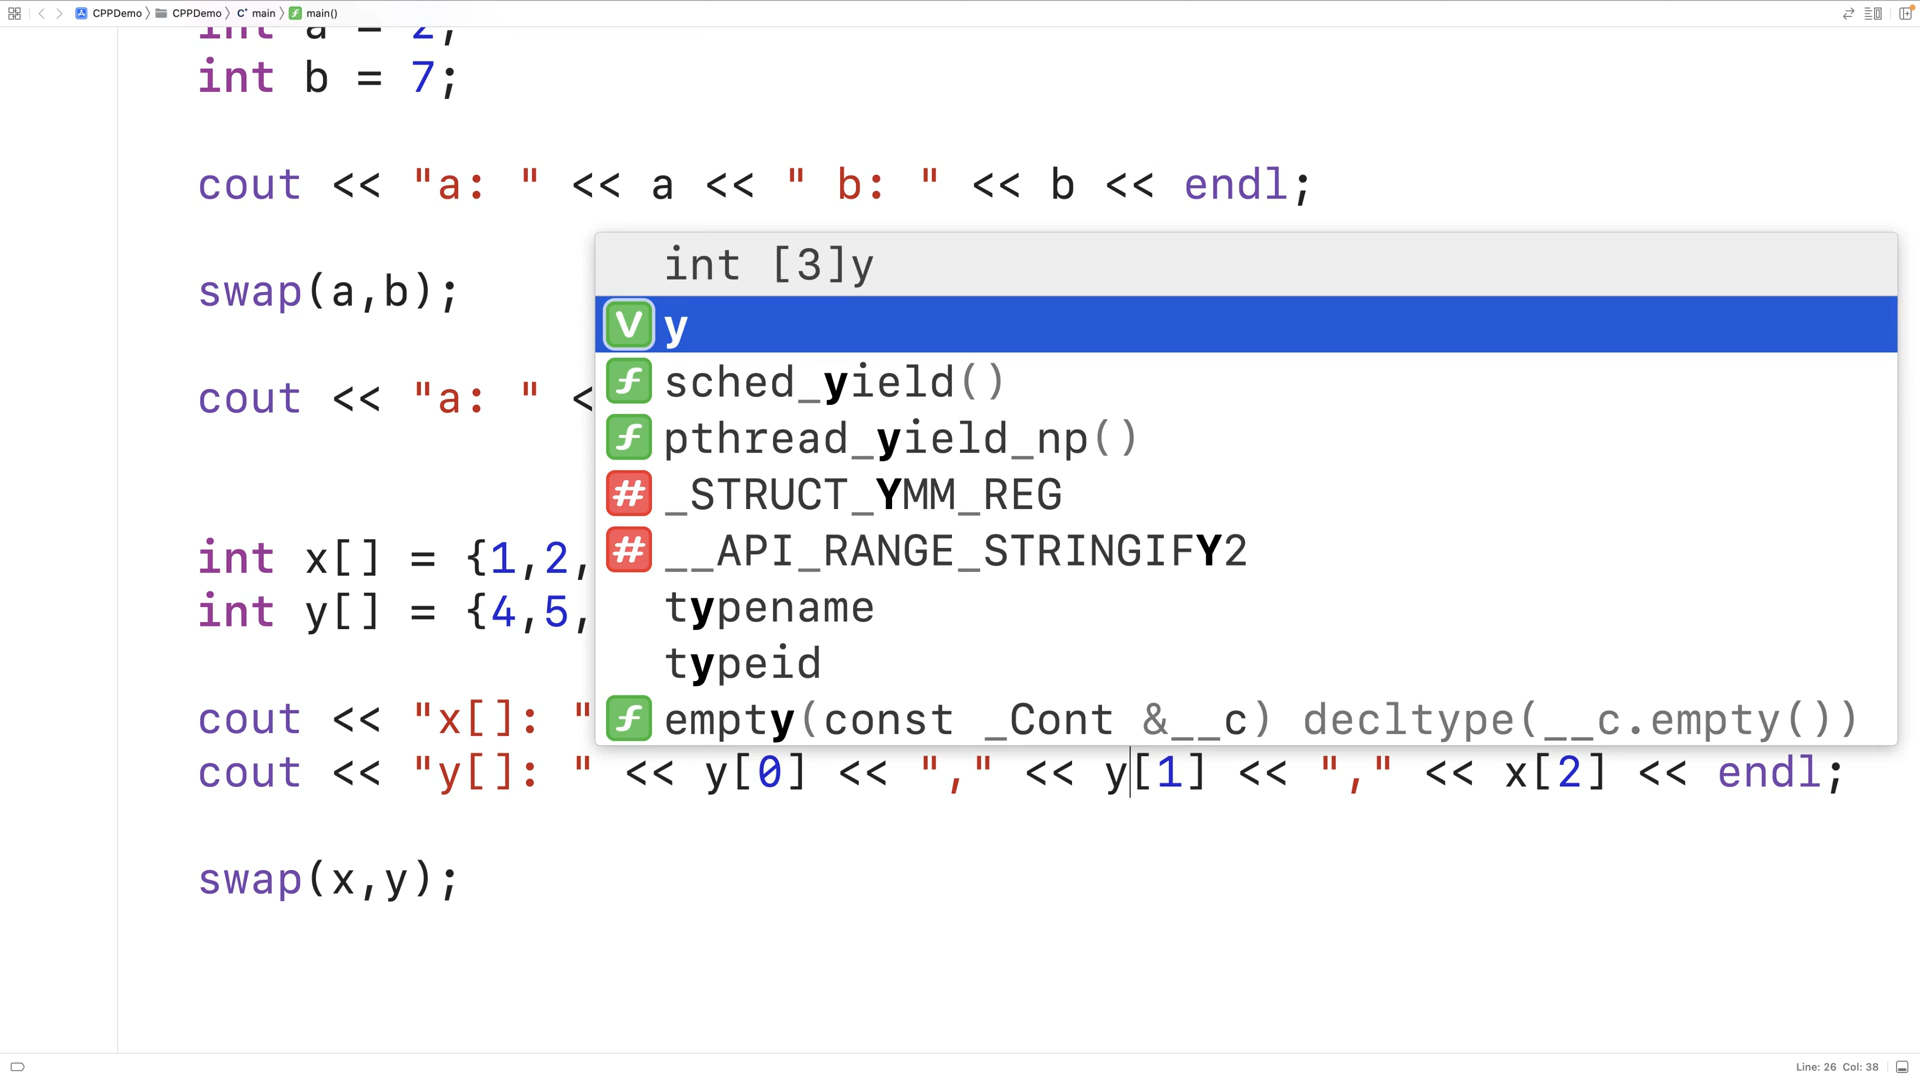 CPPDemo CPPDemo C+ main f main()
int a = 2;
int b = 7;
cout << "a: " << a << " b: " << b << endl;
swap(a,b);
cout << "a: " <
int [3]y
V y
f sched_yield()
f pthread_yield_np()
# _STRUCT_YMM_REG
# __API_RANGE_STRINGIFY2
typename
typeid
f empty(const _Cont &__c) decltype(__c.empty())
int x[] = {1,2,
int y[] = {4,5,
cout << "x[]: "
cout << "y[]: " << y[0] << "," << y[1] << "," << x[2] << endl;
swap(x,y);
Line: 26 Col: 38